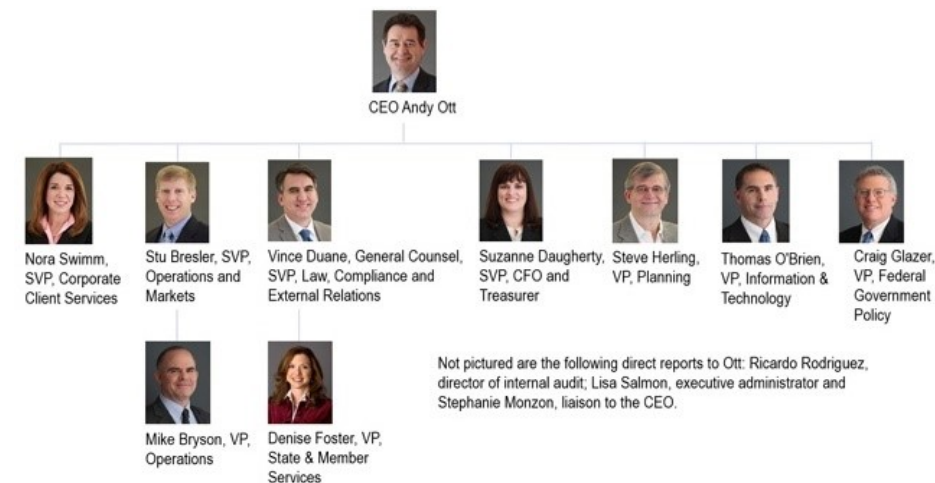 CEO Andy Ott
Nora Swimm,
SVP, Corporate
Client Services
Stu Bresler, SVP,
Operations and
Markets
Vince Duane, General Counsel,
SVP, Law, Compliance and
External Relations
Suzanne Daugherty,
SVP, CFO and
Treasurer
Steve Herling,
VP, Planning
Thomas O'Brien,
VP, Information &
Technology
Craig Glazer,
VP, Federal
Government
Policy
Mike Bryson, VP,
Operations
Denise Foster, VP,
State & Member
Services
Not pictured are the following direct reports to Ott: Ricardo Rodriguez,
director of internal audit; Lisa Salmon, executive administrator and
Stephanie Monzon, liaison to the CEO.